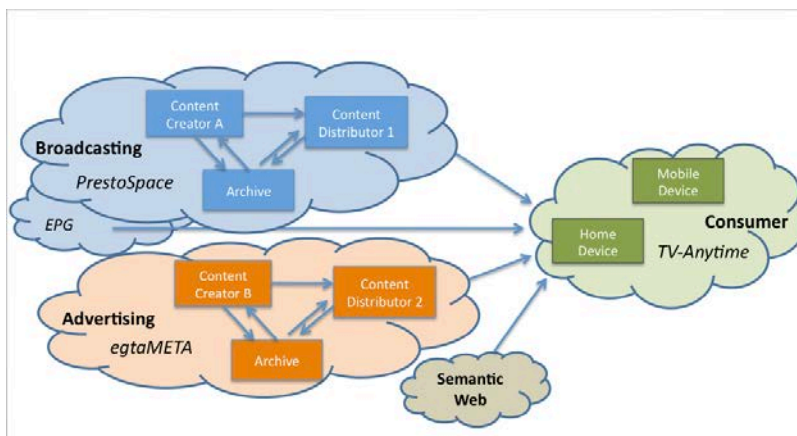 Content
Creator A
Content
Distributor 1
Broadcasting
PrestoSpace
Archive
EPG
Mobile
Device
Consumer
Home
Device
TV-Anytime
Content
Creator B
Content
Distributor 2
Advertising
egtaMETA
Archive
Semantic
Web